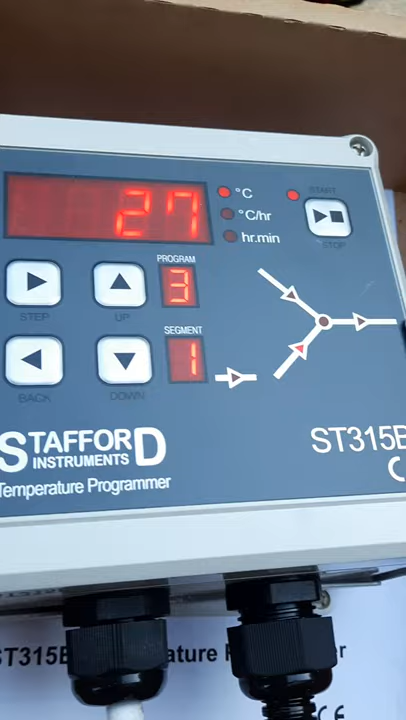 27
°C
START
°C/hr
hr.min
STOP
PROGRAM
3
STEP
UP
SEGMENT
1
BACK
DOWN
STAFFORD
INSTRUMENTS
ST315B
Temperature Programmer
ST315B